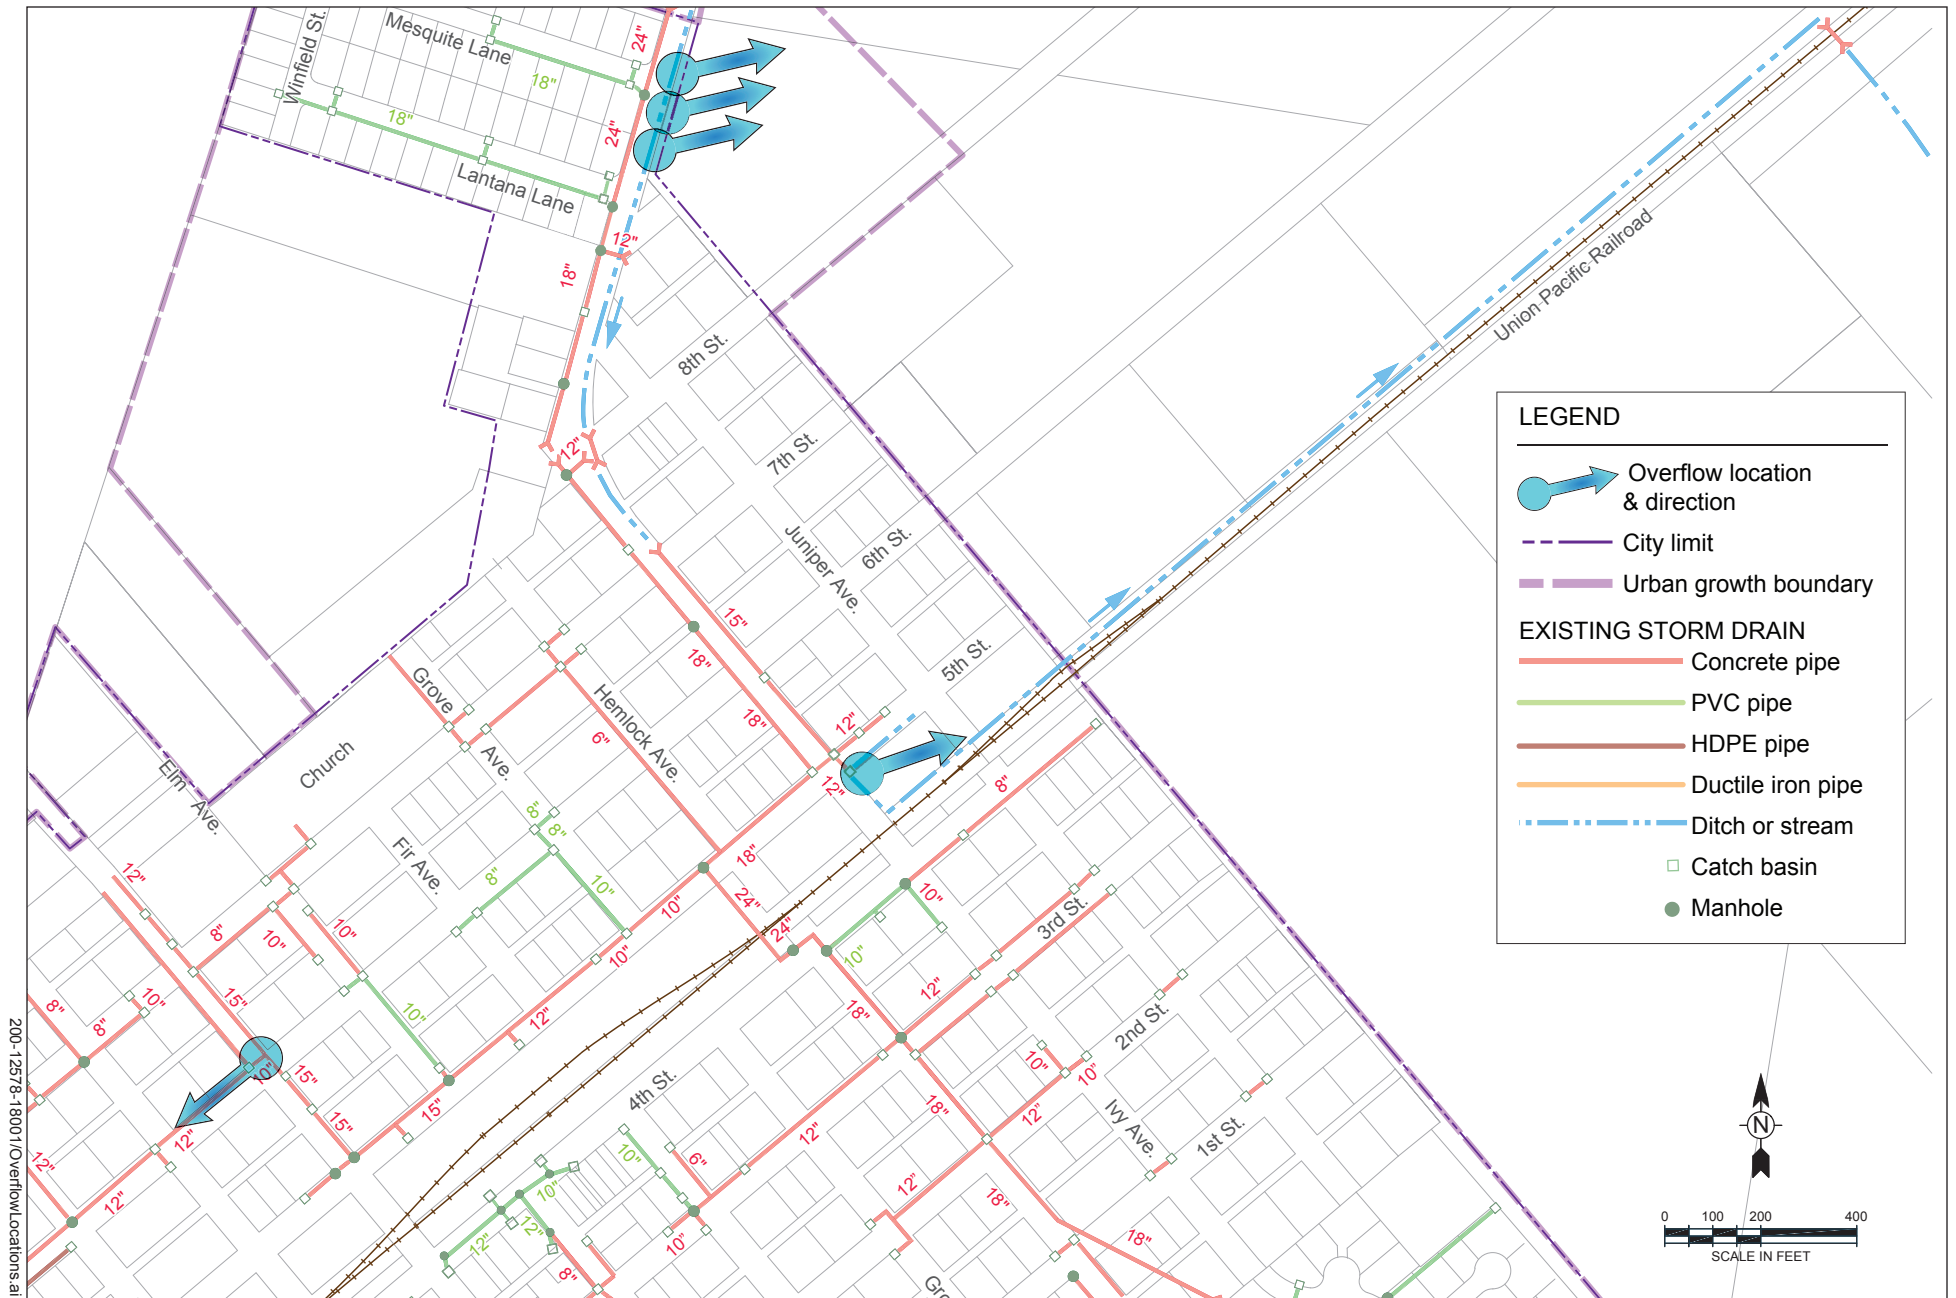 Winfield St.
Mesquite Lane
24"
18"
18"
24"
Lantana Lane
12"
18"
8th St.
12"
7th St.
Juniper Ave.
6th St.
15"
18"
5th St.
Grove
Ave.
Hemlock Ave.
18"
12"
6"
12"
Elm Ave.
Church
Fir Ave.
8"
8"
8"
10"
18"
24"
10"
24"
10"
8"
10"
10"
3rd St.
12"
18"
12"
8"
10"
10"
15"
10"
8"
8"
10"
10"
15"
15"
15"
12"
12"
12"
12"
4th St.
2nd St.
10"
10"
12"
18"
Ivy Ave.
1st St.
12"
10"
6"
12"
18"
18"
10"
12"
12"
10"
8"
Gro
Union Pacific Railroad
LEGEND
Overflow location
& direction
City limit
Urban growth boundary
EXISTING STORM DRAIN
Concrete pipe
PVC pipe
HDPE pipe
Ductile iron pipe
Ditch or stream
Catch basin
Manhole
N
0 100 200 400
SCALE IN FEET
200-12578-18001/OverflowLocations.ai